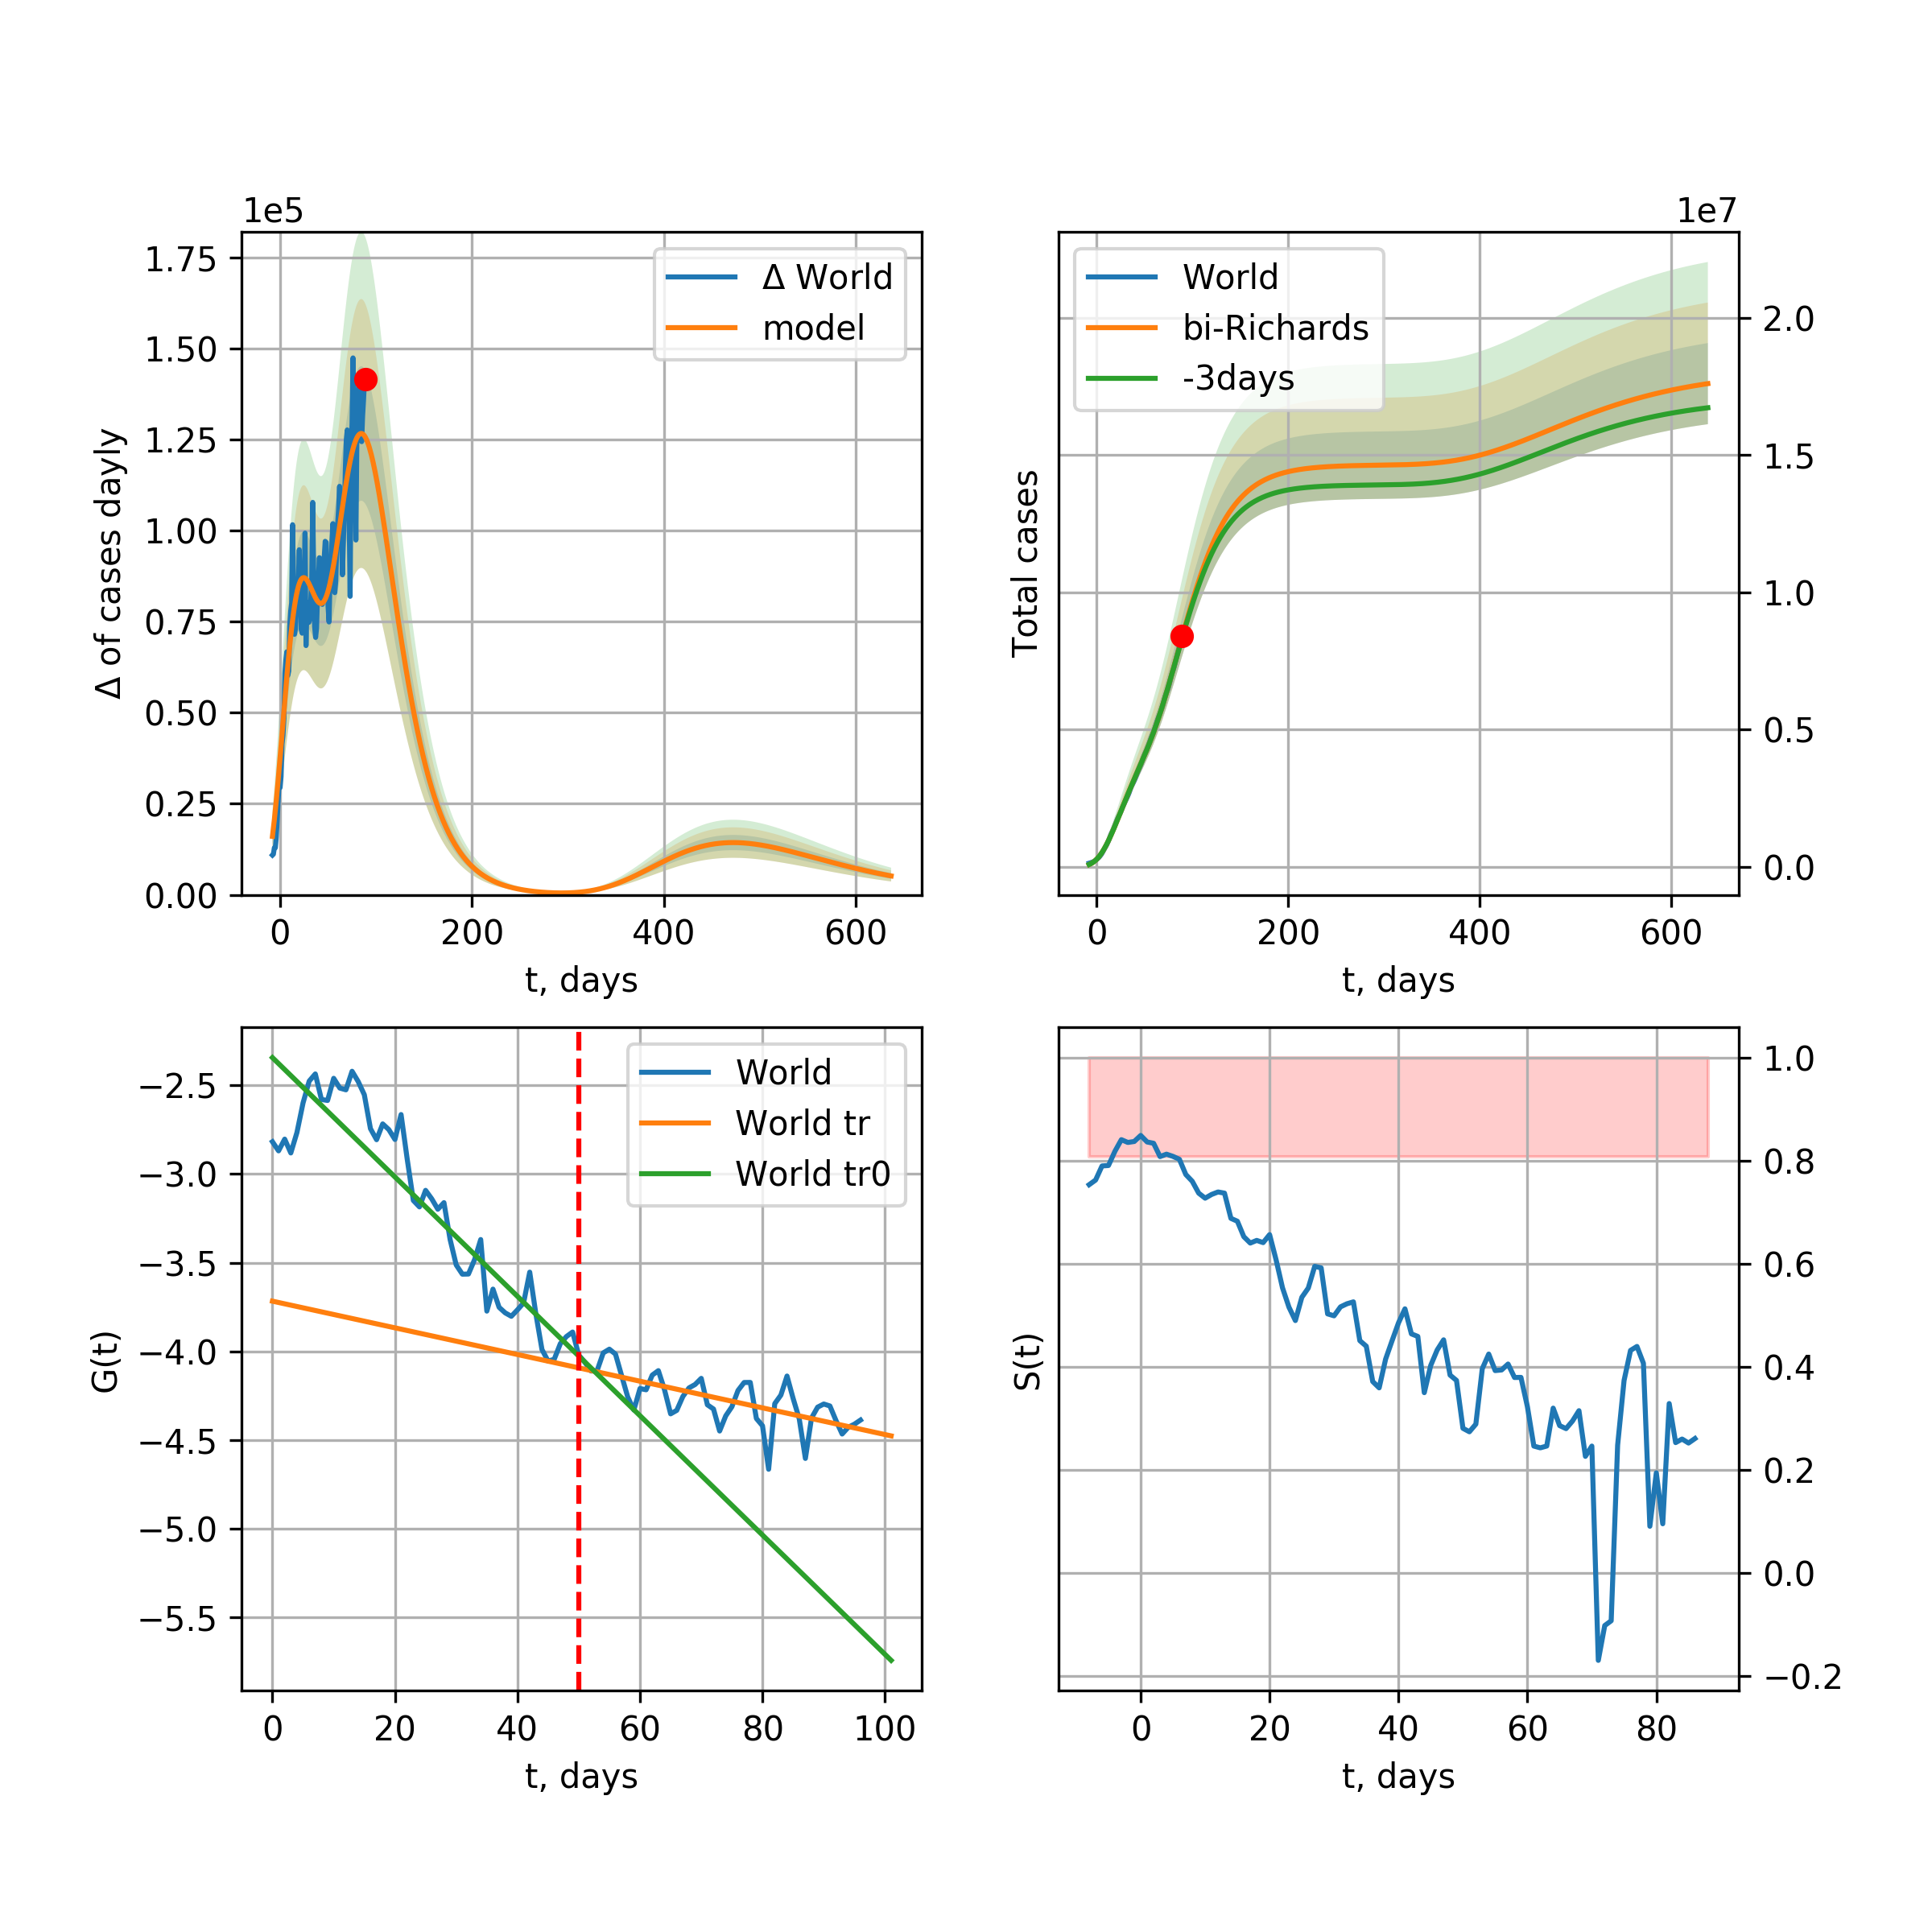 1e5
1.75
1.50
1.25
1.00
0.75
0.50
0.25
0.00
Δ of cases dayly
Δ World
model
0 200 400 600
t, days
1e7
World
bi-Richards
-3days
Total cases
2.0
1.5
1.0
0.5
0.0
0 200 400 600
t, days
−2.5
−3.0
−3.5
−4.0
−4.5
−5.0
−5.5
G(t)
World
World tr
World tr0
0 20 40 60 80 100
t, days
S(t)
1.0
0.8
0.6
0.4
0.2
0.0
−0.2
0 20 40 60 80
t, days